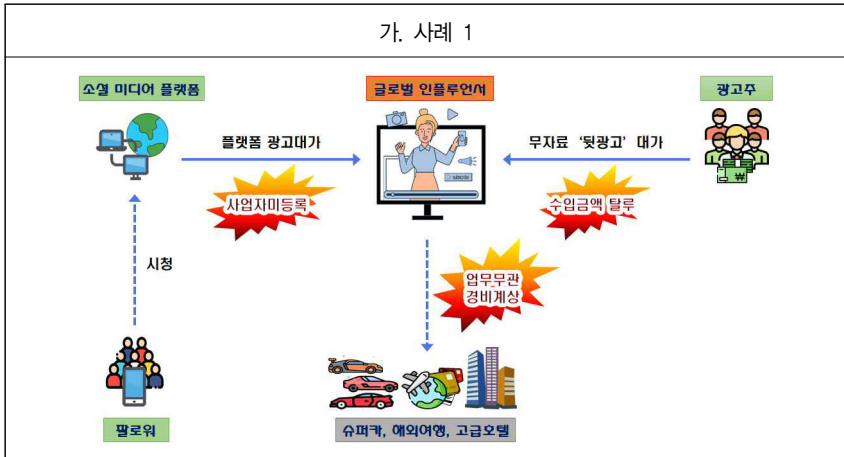 가. 사례 1
소셜 미디어 플랫폼
글로벌 인플루언서
광고주
플랫폼 광고대가
무자료 ‘뒷광고’ 대가
사업자미등록
수입금액 탈루
시청
업무무관
경비계상
팔로워
슈퍼카, 해외여행, 고급호텔